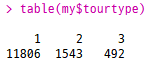 > table(my$tourtype)
1 2 3
11806 1543 492